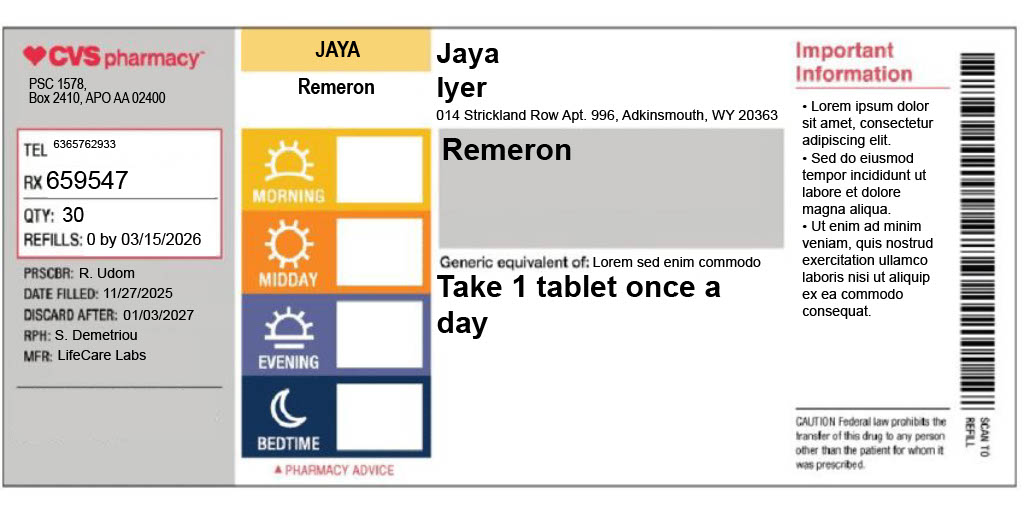 CVS pharmacy
PSC 1578,
Box 2410, APO AA 02400
TEL 6365762933
RX 659547
QTY: 30
REFILLS: 0 by 03/15/2026
PRSCBR: R. Udom
DATE FILLED: 11/27/2025
DISCARD AFTER: 01/03/2027
RPH: S. Demetriou
MFR: LifeCare Labs
JAYA
Remeron
MORNING
MIDDAY
EVENING
BEDTIME
▲ PHARMACY ADVICE
Jaya
Iyer
014 Strickland Row Apt. 996, Adkinsmouth, WY 20363
Remeron
Generic equivalent of: Lorem sed enim commodo
Take 1 tablet once a
day
Important
Information
• Lorem ipsum dolor
sit amet, consectetur
adipiscing elit.
• Sed do eiusmod
tempor incididunt ut
labore et dolore
magna aliqua.
• Ut enim ad minim
veniam, quis nostrud
exercitation ullamco
laboris nisi ut aliquip
ex ea commodo
consequat.
CAUTION Federal law prohibits the
transfer of this drug to any person
other than the patient for whom it
was prescribed.
SCAN TO
REFILL